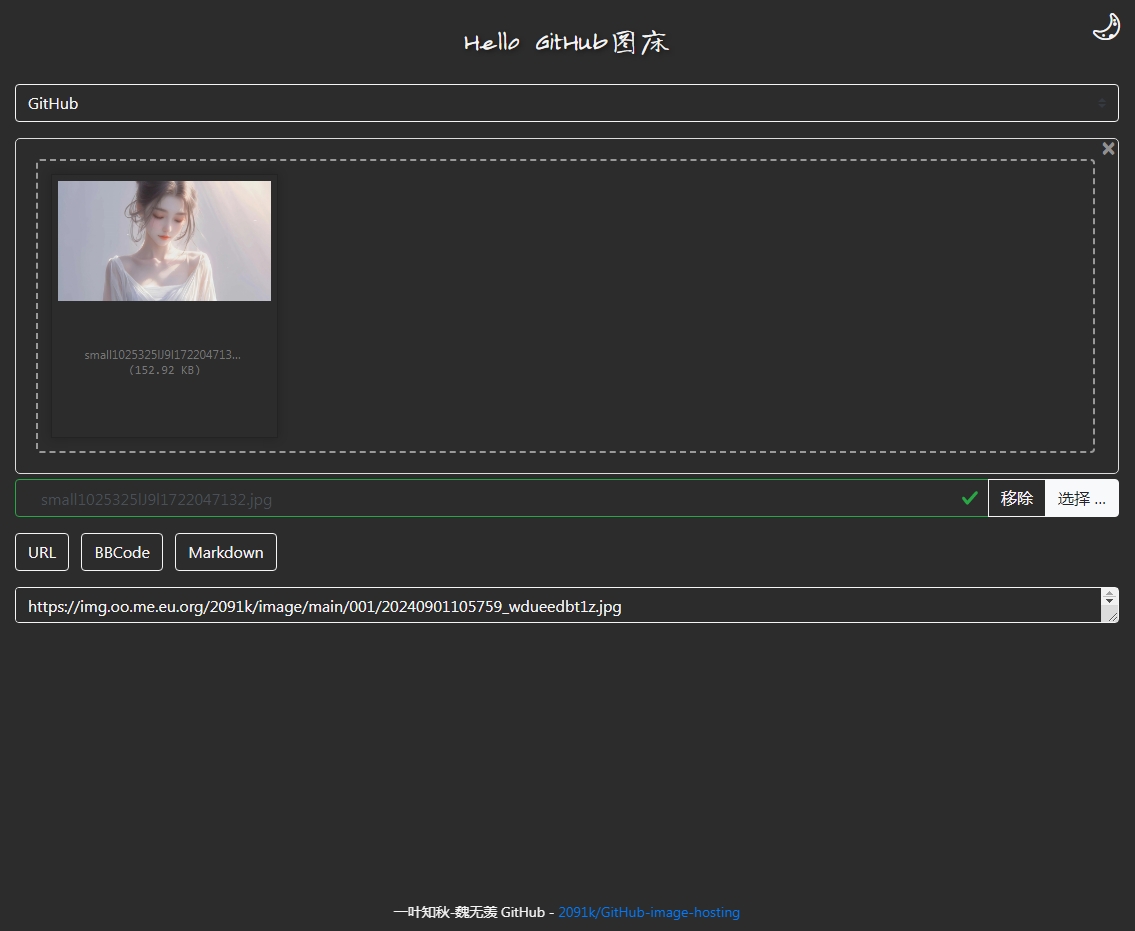 Hello GitHub图床
GitHub
small1025325lJ9l172204713...
(152.92 KB)
small1025325lJ9l1722047132.jpg
移除
选择 ...
URL
BBCode
Markdown
https://img.oo.me.eu.org/2091k/image/main/001/20240901105759_wdueedbt1z.jpg
一叶知秋-魏无羡 GitHub - 2091k/GitHub-image-hosting